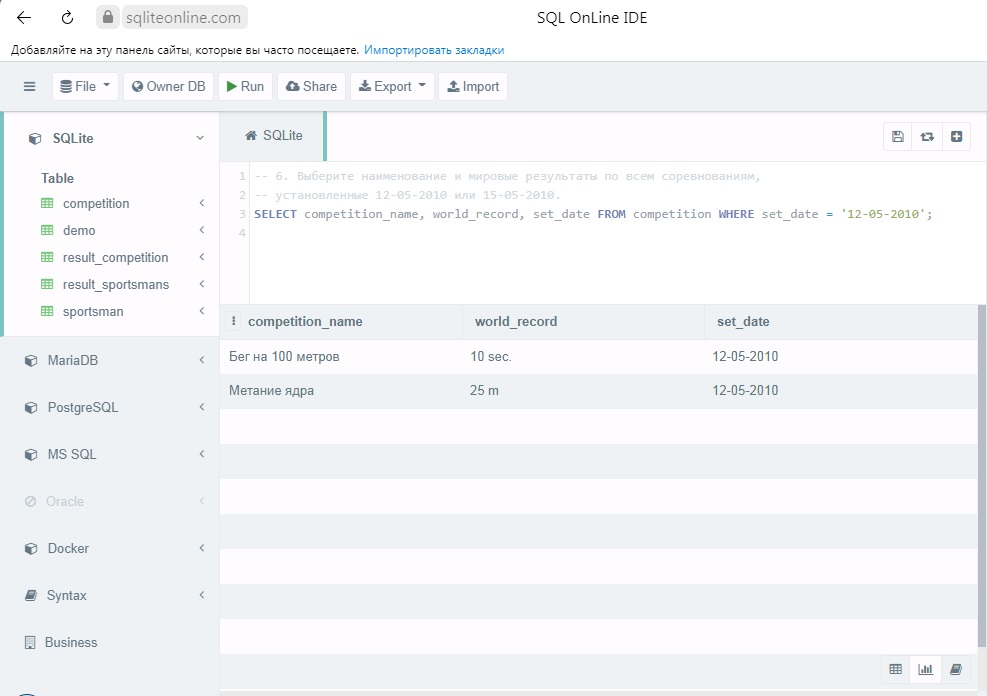 sqliteonline.com
SQL OnLine IDE
Добавляйте на эту панель сайты, которые вы часто посещаете. Импортировать закладки
File Owner DB Run Share Export Import
SQLite
Table
competition
demo
result_competition
result_sportsmans
sportsman
MariaDB
PostgreSQL
MS SQL
Oracle
Docker
Syntax
Business
SQLite
1 -- 6. Выберите наименование и мировые результаты по всем соревнованиям,
2 -- установленные 12-05-2010 или 15-05-2010.
3 SELECT competition_name, world_record, set_date FROM competition WHERE set_date = '12-05-2010';
4
competition_name world_record set_date
Бег на 100 метров 10 sec. 12-05-2010
Метание ядра 25 m 12-05-2010